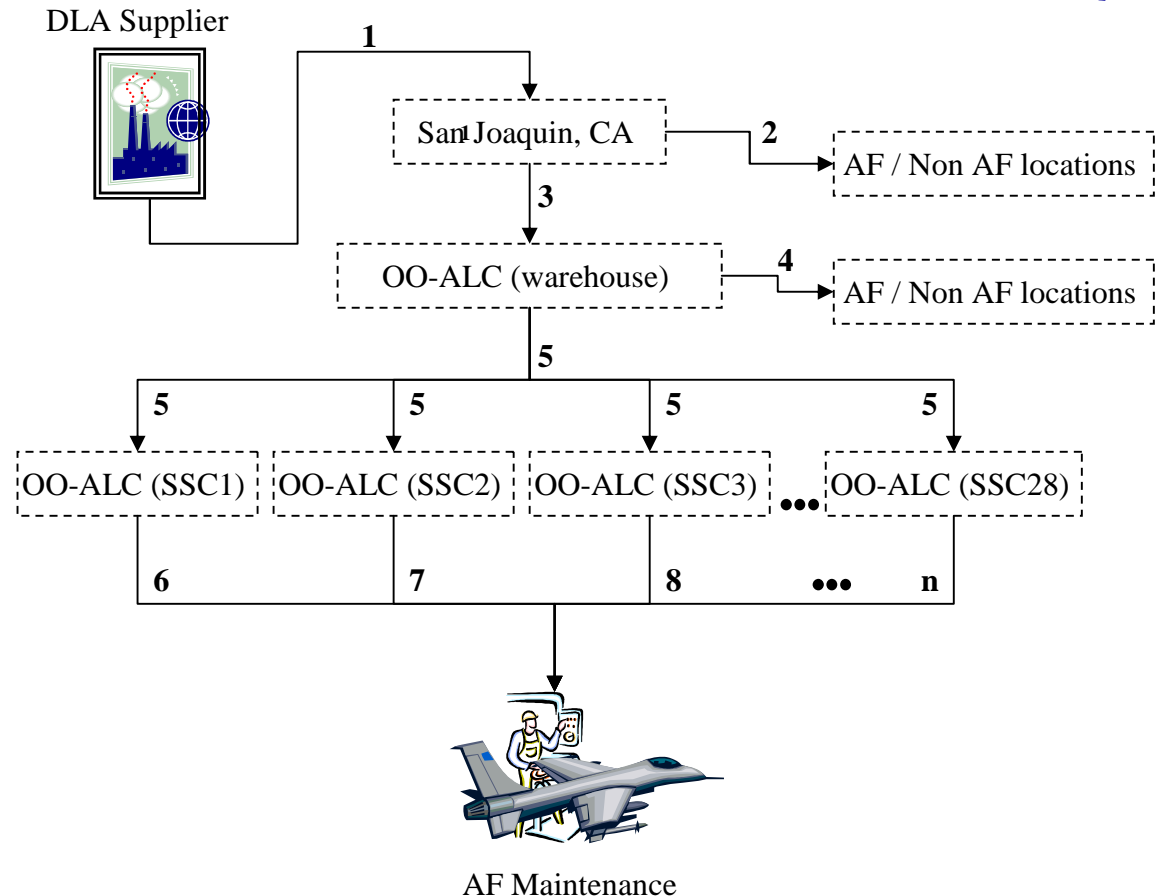 DLA Supplier
1
San Joaquin, CA
1
2
AF / Non AF locations
3
OO-ALC (warehouse)
4
AF / Non AF locations
5
5
5
5
5
OO-ALC (SSC1)
OO-ALC (SSC2)
OO-ALC (SSC3)
•••
OO-ALC (SSC28)
6
7
8
•••
n
AF Maintenance